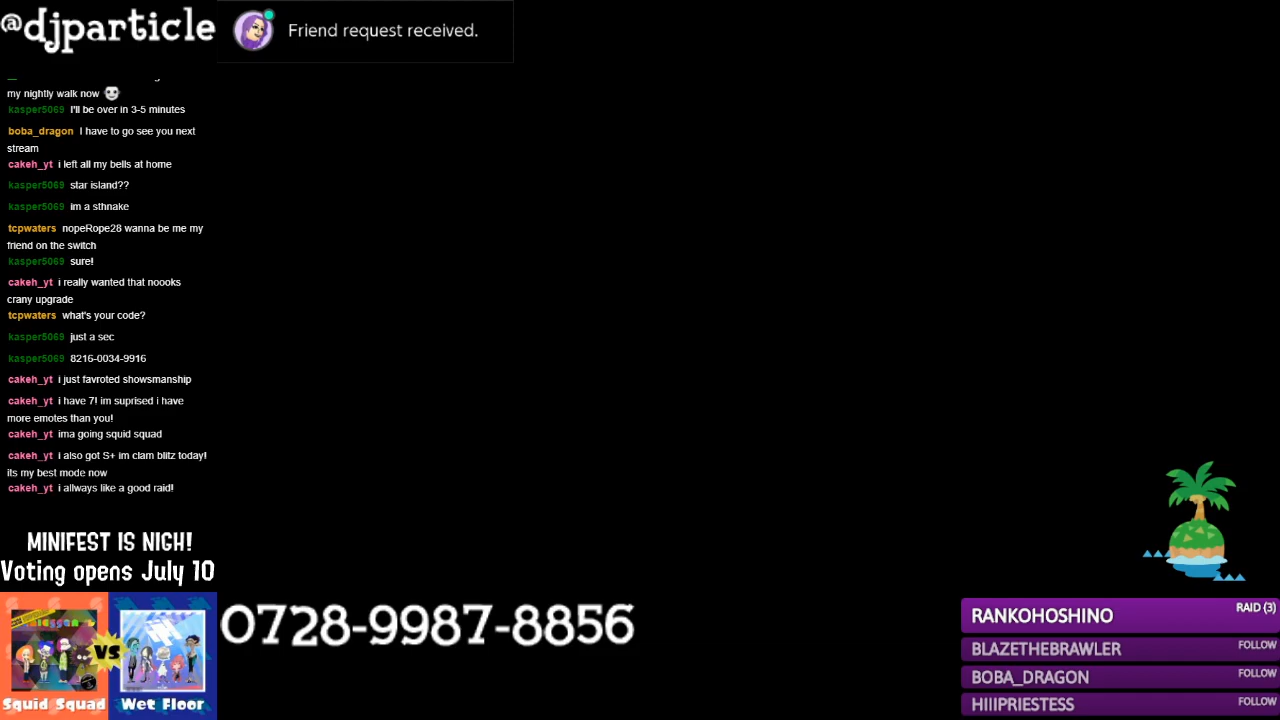 @djparticle
Friend request received.
my nightly walk now
kasper5069 I'll be over in 3-5 minutes
boba_dragon I have to go see you next
stream
cakeh_yt i left all my bells at home
kasper5069 star island??
kasper5069 im a sthnake
tcpwaters nopeRope28 wanna be me my
friend on the switch
kasper5069 sure!
cakeh_yt i really wanted that noooks
crany upgrade
tcpwaters what's your code?
kasper5069 just a sec
kasper5069 8216-0034-9916
cakeh_yt i just favroted showsmanship
cakeh_yt i have 7! im suprised i have
more emotes than you!
cakeh_yt ima going squid squad
cakeh_yt i also got S+ im clam blitz today!
its my best mode now
cakeh_yt i allways like a good raid!
MINIFEST IS NIGH!
Voting opens July 10
VS
Squid Squad
Wet Floor
0728-9987-8856
RANKOHOSHINO RAID (3)
BLAZETHEBRAWLER FOLLOW
BOBA_DRAGON FOLLOW
HIIIPRIESTESS FOLLOW